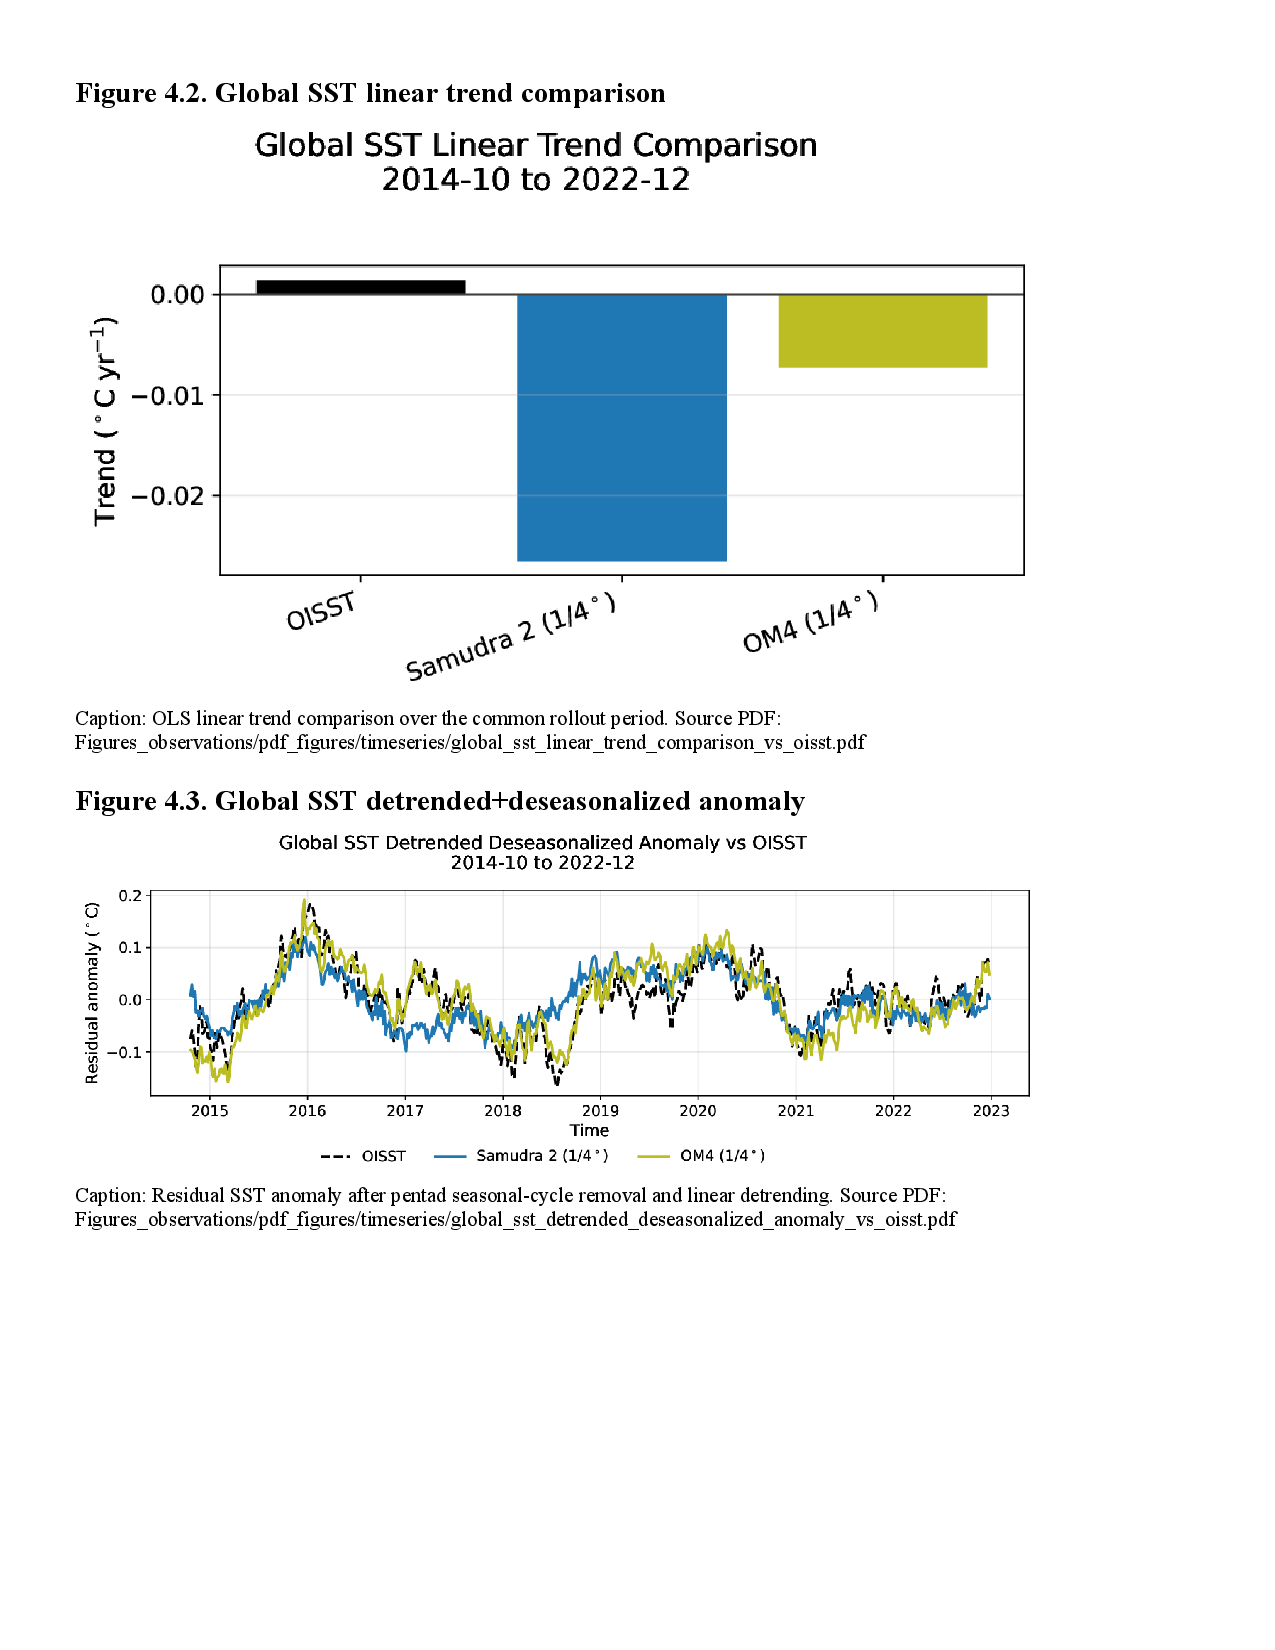 Figure 4.2. Global SST linear trend comparison
Global SST Linear Trend Comparison
2014-10 to 2022-12
0.00
−0.01
−0.02
Trend (°C yr⁻¹)
OISST
Samudra 2 (1/4°)
OM4 (1/4°)
Caption: OLS linear trend comparison over the common rollout period. Source PDF:
Figures_observations/pdf_figures/timeseries/global_sst_linear_trend_comparison_vs_oisst.pdf
Figure 4.3. Global SST detrended+deseasonalized anomaly
Global SST Detrended Deseasonalized Anomaly vs OISST
2014-10 to 2022-12
0.2
0.1
0.0
−0.1
Residual anomaly (°C)
2015 2016 2017 2018 2019 2020 2021 2022 2023
Time
OISST Samudra 2 (1/4°) OM4 (1/4°)
Caption: Residual SST anomaly after pentad seasonal-cycle removal and linear detrending. Source PDF:
Figures_observations/pdf_figures/timeseries/global_sst_detrended_deseasonalized_anomaly_vs_oisst.pdf